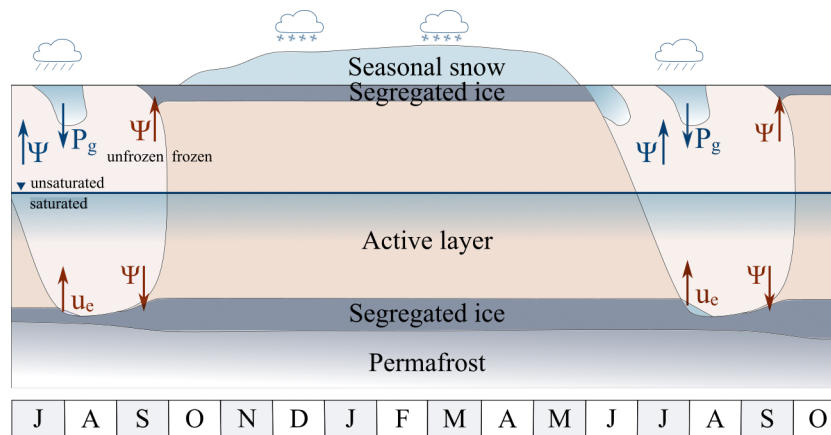 Seasonal snow
Segregated ice
Ψ
P_g
Ψ
unfrozen frozen
Ψ
P_g
Ψ
unsaturated
saturated
Active layer
u_e
Ψ
u_e
Ψ
Segregated ice
Permafrost
J A S O N D J F M A M J J A S O